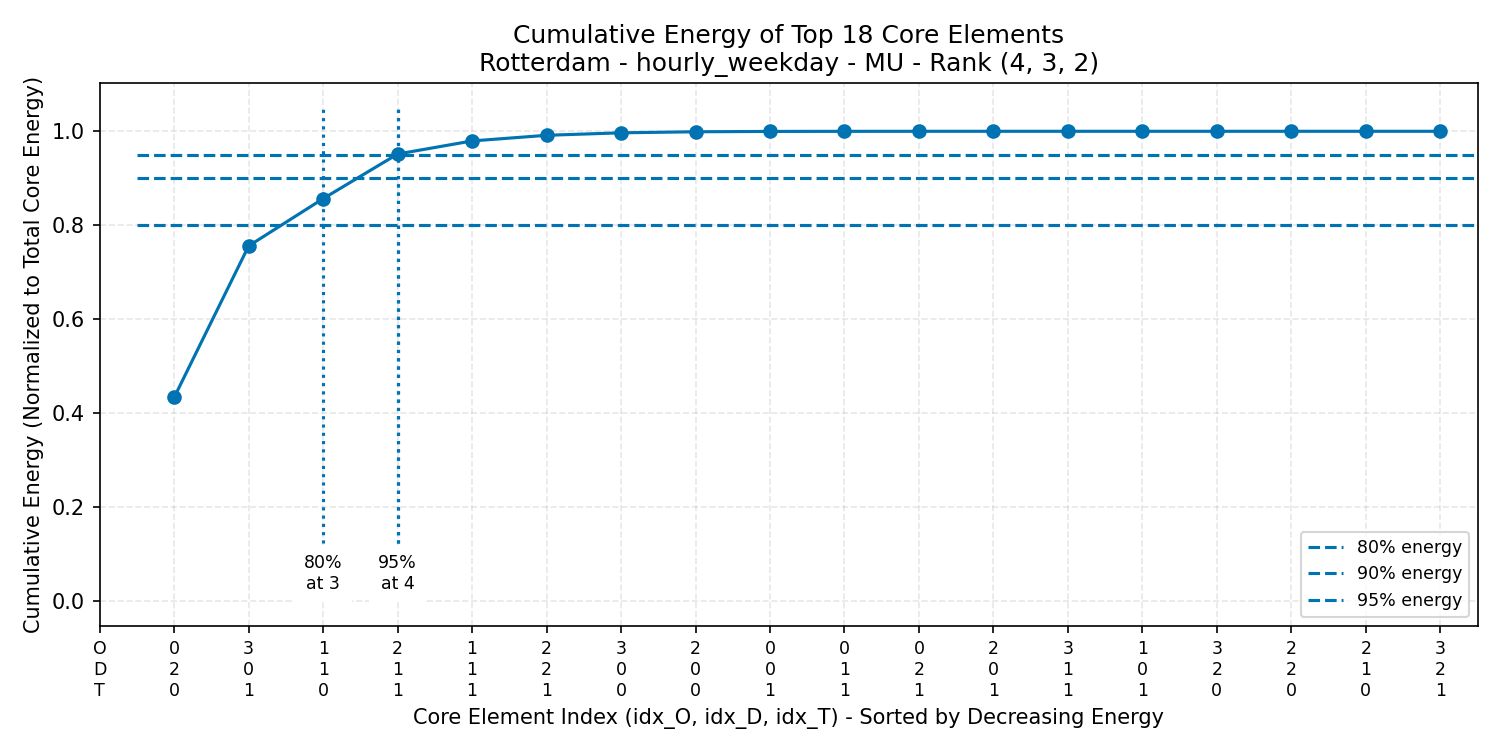 Cumulative Energy of Top 18 Core Elements
Rotterdam - hourly_weekday - MU - Rank (4, 3, 2)
Cumulative Energy (Normalized to Total Core Energy)
1.0
0.8
0.6
0.4
0.2
0.0
80%
at 3
95%
at 4
80% energy
90% energy
95% energy
O 0 3 1 2 1 2 3 2 0 0 0 2 3 1 3 2 2 3
D 2 0 1 1 1 2 0 0 0 1 2 0 1 0 2 2 1 2
T 0 1 0 1 1 1 0 0 1 1 1 1 1 1 0 0 0 1
Core Element Index (idx_O, idx_D, idx_T) - Sorted by Decreasing Energy